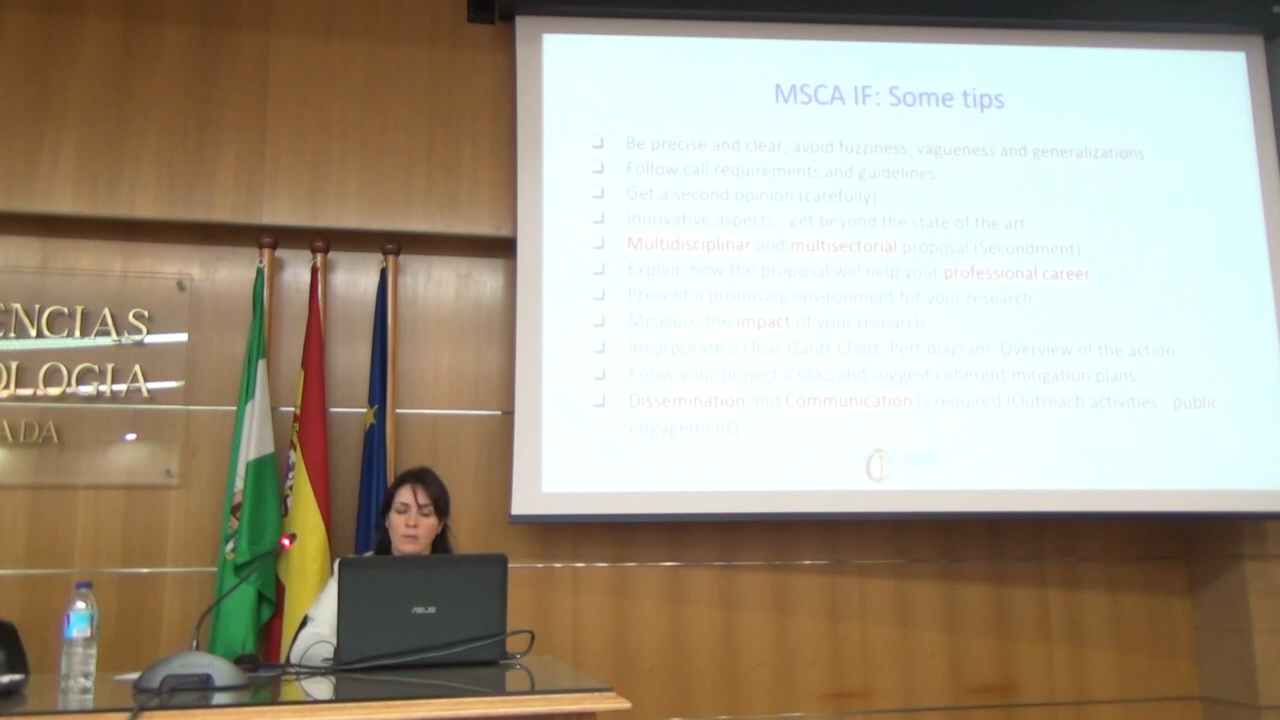 MSCA IF: Some tips
Be precise and clear, avoid fuzziness, vagueness and generalizations
Follow call requirements and guidelines
Get a second opinion (carefully)
Innovative aspects - get beyond the state of the art
Multidisciplinar and multisectorial proposal (Secondment)
Explain how the proposal will help your professional career
Present a promising environment for your research
Measure the impact of your research
Incorporate a clear Gantt Chart, Pert diagram, Overview of the action
Know your project's risks and suggest coherent mitigation plans
Dissemination and Communication is required (Outreach activities - public
engagement)
ENCIAS
OLOGIA
ADA
ASUS